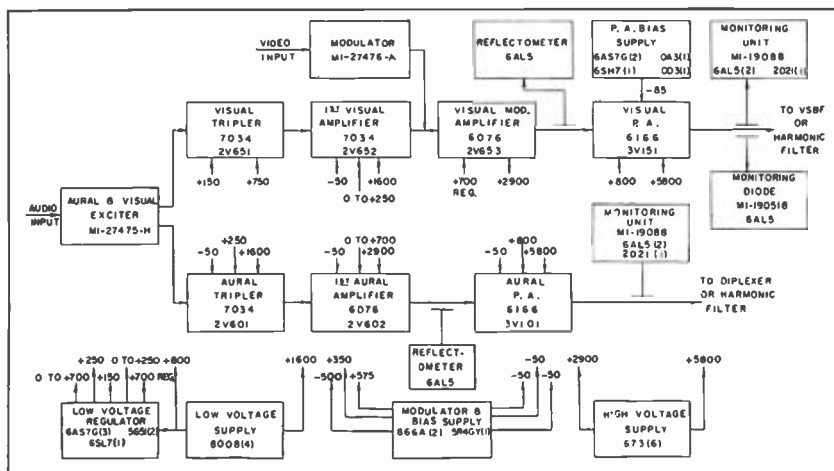 VIDEO
INPUT
MODULATOR
MI-27476-A
REFLECTOMETER
6AL5
P.A. BIAS
SUPPLY
6AS7G(2) OA3(1)
6SH7(1) OD3(1)
-85
MONITORING
UNIT
MI-19088
6AL5(2) 2D21(1)
VISUAL
TRIPLER
7034
2V651
+150
+750
1ST VISUAL
AMPLIFIER
7034
2V652
-50
+1600
0 TO +250
VISUAL MOD.
AMPLIFIER
6076
2V653
+700
REG.
+2900
VISUAL
P.A.
6166
3V151
+800
+5800
TO VSBF
OR
HARMONIC
FILTER
MONITORING
DIODE
MI-19051B
6AL5
AUDIO
INPUT
AURAL & VISUAL
EXCITER
MI-27475-H
+250
-50
+1600
AURAL
TRIPLER
7034
2V601
0 TO +700
-50
+2900
1ST AURAL
AMPLIFIER
6076
2V602
REFLECT-
OMETER
6AL5
+800
-50
+5800
AURAL
P.A.
6166
3V101
MONITORING
UNIT
MI-19088
6AL5(2)
2D21(1)
TO DIPLEXER
OR HARMONIC
FILTER
+250 0 TO +250 +800
0 TO +700 +150 +700 REG.
LOW VOLTAGE
REGULATOR
6AS7G(3) 5651(2)
6SL7(1)
+1600
LOW VOLTAGE
SUPPLY
8008(4)
+350
-500
+575
MODULATOR &
BIAS SUPPLY
866A(2) 5R4GY(1)
-50
-50
-50
+2900
+5800
HIGH VOLTAGE
SUPPLY
673(6)